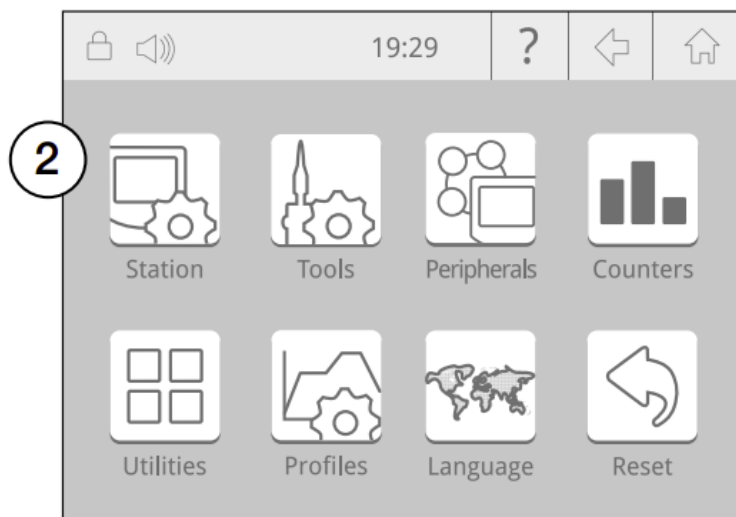 19:29 ?
2
Station Tools Peripherals Counters
Utilities Profiles Language Reset